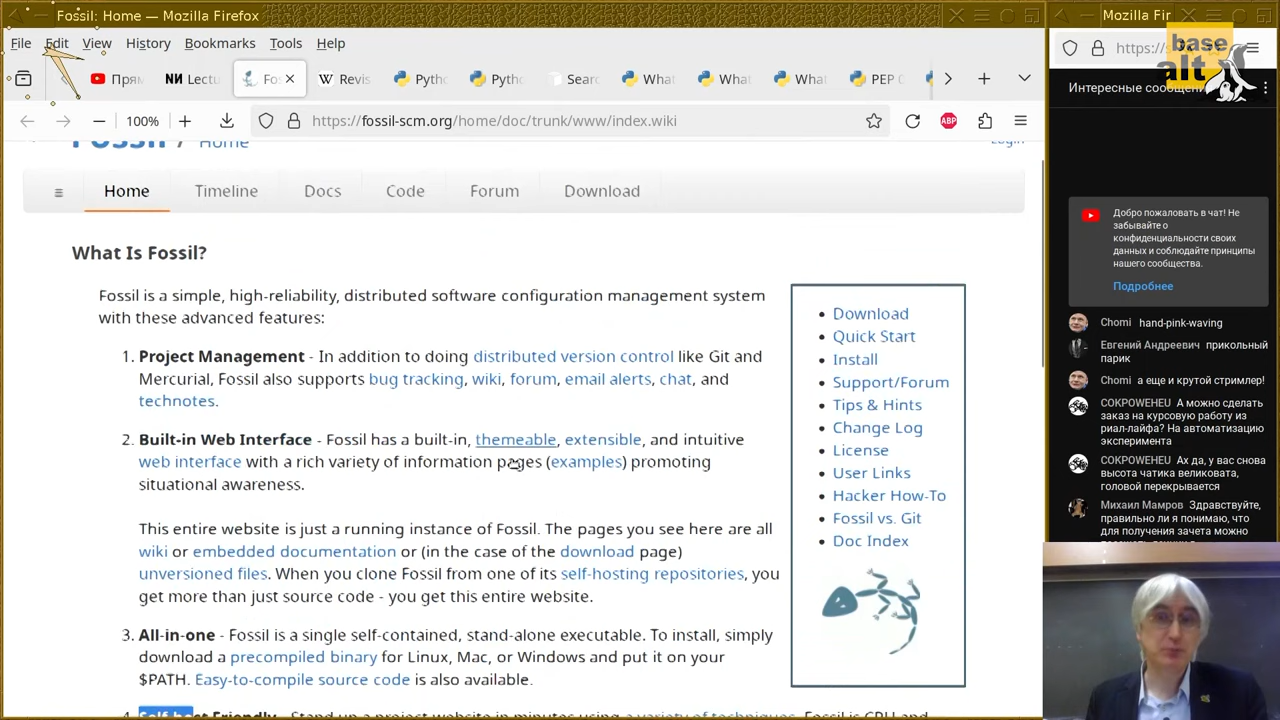 Fossil: Home — Mozilla Firefox
Mozilla Fir
File Edit View History Bookmarks Tools Help
base
alt
Прям
Lectu
Fos
Revis
Pytho
Pytho
Searc
What
What
What
PEP
https://s
Интересные сообщени
100%
https://fossil-scm.org/home/doc/trunk/www/index.wiki
ABP
Fossil / Home
Login
Home Timeline Docs Code Forum Download
What Is Fossil?
Fossil is a simple, high-reliability, distributed software configuration management system
with these advanced features:
1. Project Management - In addition to doing distributed version control like Git and
Mercurial, Fossil also supports bug tracking, wiki, forum, email alerts, chat, and
technotes.
2. Built-in Web Interface - Fossil has a built-in, themeable, extensible, and intuitive
web interface with a rich variety of information pages (examples) promoting
situational awareness.
This entire website is just a running instance of Fossil. The pages you see here are all
wiki or embedded documentation or (in the case of the download page)
unversioned files. When you clone Fossil from one of its self-hosting repositories, you
get more than just source code - you get this entire website.
3. All-in-one - Fossil is a single self-contained, stand-alone executable. To install, simply
download a precompiled binary for Linux, Mac, or Windows and put it on your
$PATH. Easy-to-compile source code is also available.
4. Self-host Friendly - Stand up a project website in minutes using a variety of techniques. Fossil is CPU and
Download
Quick Start
Install
Support/Forum
Tips & Hints
Change Log
License
User Links
Hacker How-To
Fossil vs. Git
Doc Index
Добро пожаловать в чат! Не
забывайте о
конфиденциальности своих
данных и соблюдайте принципы
нашего сообщества.
Подробнее
Chomi hand-pink-waving
Евгений Андреевич прикольный
парик
Chomi а еще и крутой стример!
COKPOWEHEU А можно сделать
заказ на курсовую работу из
риал-лайфа? На автоматизацию
эксперимента
COKPOWEHEU Ах да, у вас снова
высота чатика великовата,
головой перекрывается
Михаил Мамров Здравствуйте,
правильно ли я понимаю, что
для получения зачета можно